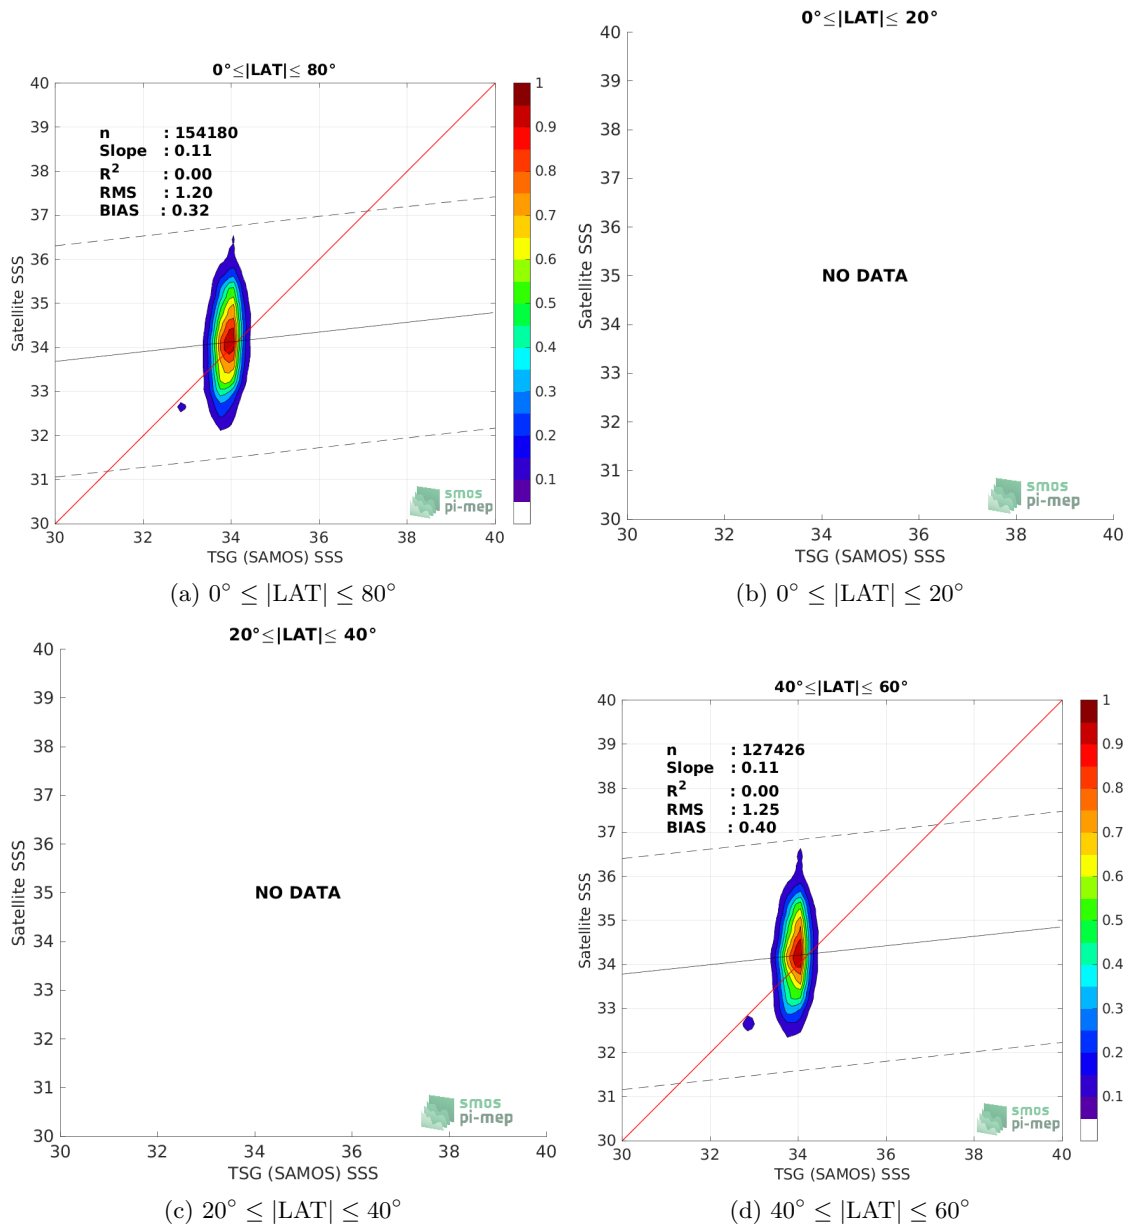 0°≤|LAT|≤ 80°
40
39
38
37
36
35
34
33
32
31
30
30 32 34 36 38 40
Satellite SSS
TSG (SAMOS) SSS
n : 154180
Slope : 0.11
R² : 0.00
RMS : 1.20
BIAS : 0.32
1
0.9
0.8
0.7
0.6
0.5
0.4
0.3
0.2
0.1
smos
pi-mep
(a) 0° ≤ |LAT| ≤ 80°
0°≤|LAT|≤ 20°
40
39
38
37
36
35
34
33
32
31
30
30 32 34 36 38 40
Satellite SSS
TSG (SAMOS) SSS
NO DATA
smos
pi-mep
(b) 0° ≤ |LAT| ≤ 20°
20°≤|LAT|≤ 40°
40
39
38
37
36
35
34
33
32
31
30
30 32 34 36 38 40
Satellite SSS
TSG (SAMOS) SSS
NO DATA
smos
pi-mep
(c) 20° ≤ |LAT| ≤ 40°
40°≤|LAT|≤ 60°
40
39
38
37
36
35
34
33
32
31
30
30 32 34 36 38 40
Satellite SSS
TSG (SAMOS) SSS
n : 127426
Slope : 0.11
R² : 0.00
RMS : 1.25
BIAS : 0.40
1
0.9
0.8
0.7
0.6
0.5
0.4
0.3
0.2
0.1
smos
pi-mep
(d) 40° ≤ |LAT| ≤ 60°